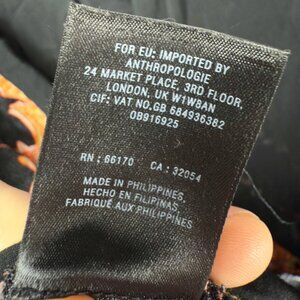 FOR EU: IMPORTED BY
ANTHROPOLOGIE
24 MARKET PLACE, 3RD FLOOR,
LONDON, UK W1W8AN
CIF: VAT NO.GB 684936382
OB916925
RN: 66170 CA: 32054
MADE IN PHILIPPINES.
HECHO EN FILIPINAS.
FABRIQUÉ AUX PHILIPPINES